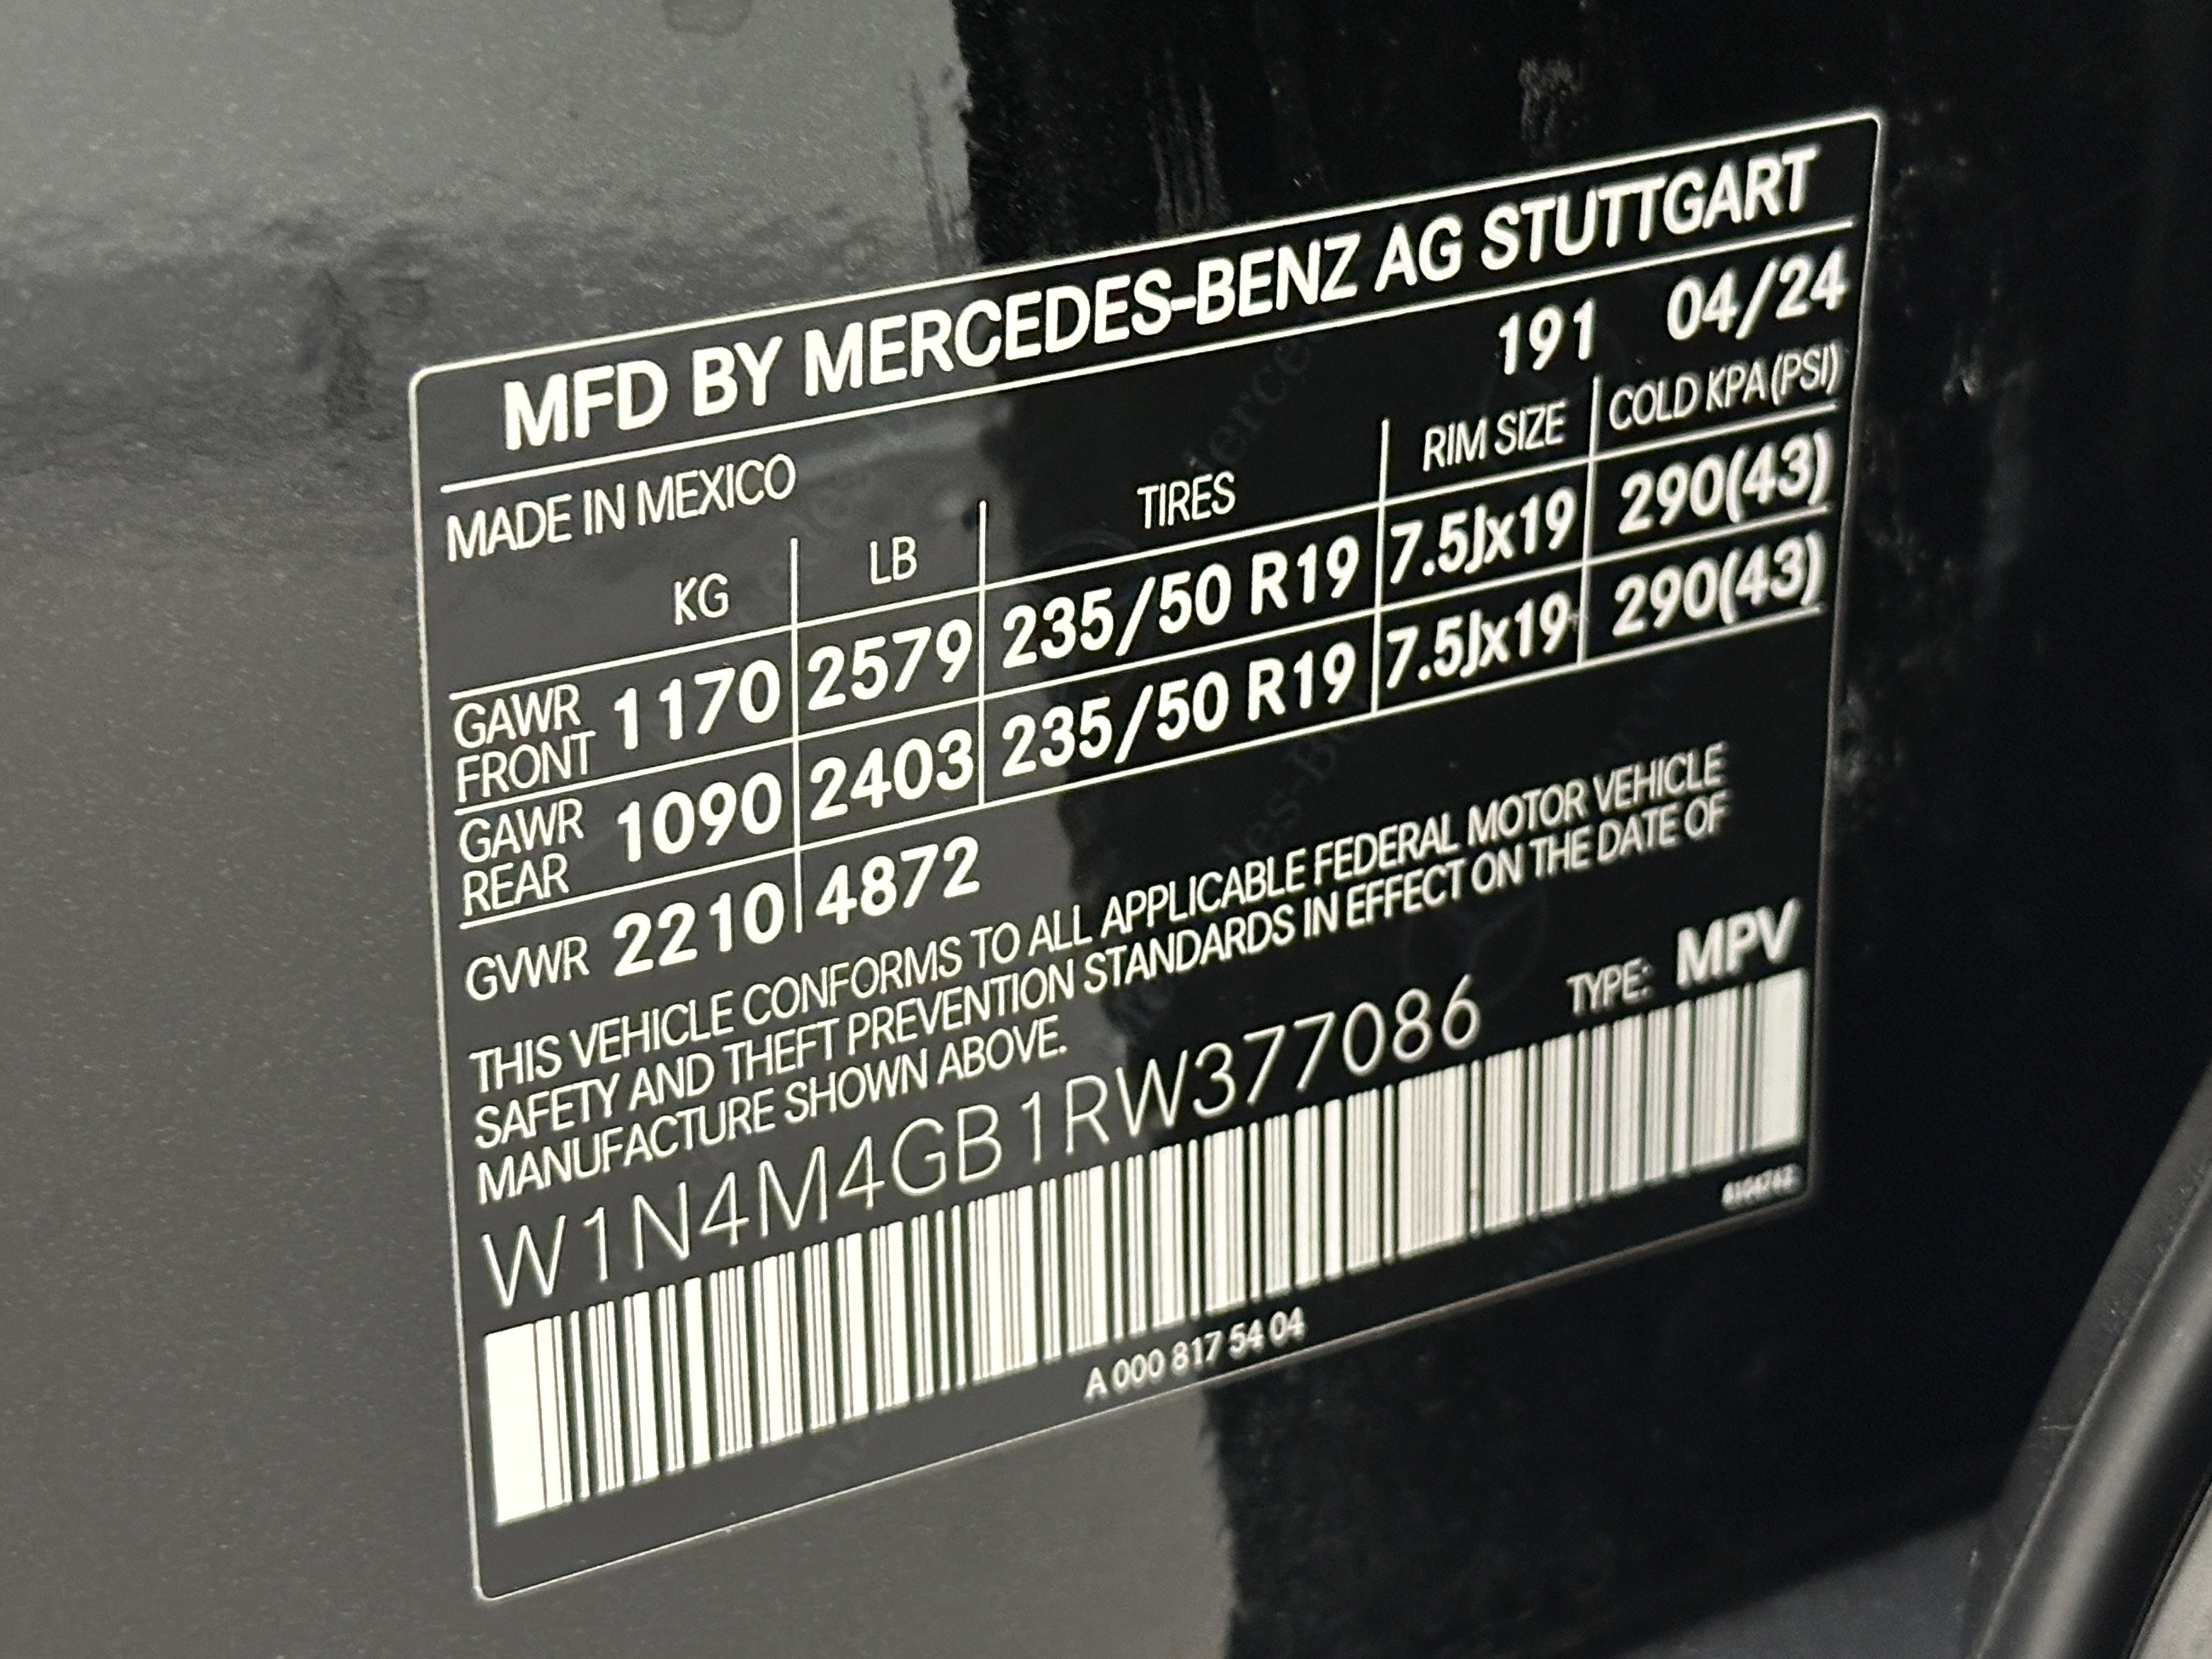 MFD BY MERCEDES-BENZ AG STUTTGART
MADE IN MEXICO 191 04/24
KG LB TIRES RIM SIZE COLD KPA (PSI)
GAWR FRONT 1170 2579 235/50 R19 7.5Jx19 290(43)
GAWR REAR 1090 2403 235/50 R19 7.5Jx19 290(43)
GVWR 2210 4872
THIS VEHICLE CONFORMS TO ALL APPLICABLE FEDERAL MOTOR VEHICLE
SAFETY AND THEFT PREVENTION STANDARDS IN EFFECT ON THE DATE OF
MANUFACTURE SHOWN ABOVE.
W1N4M4GB1RW377086 TYPE: MPV
A 000 817 54 04